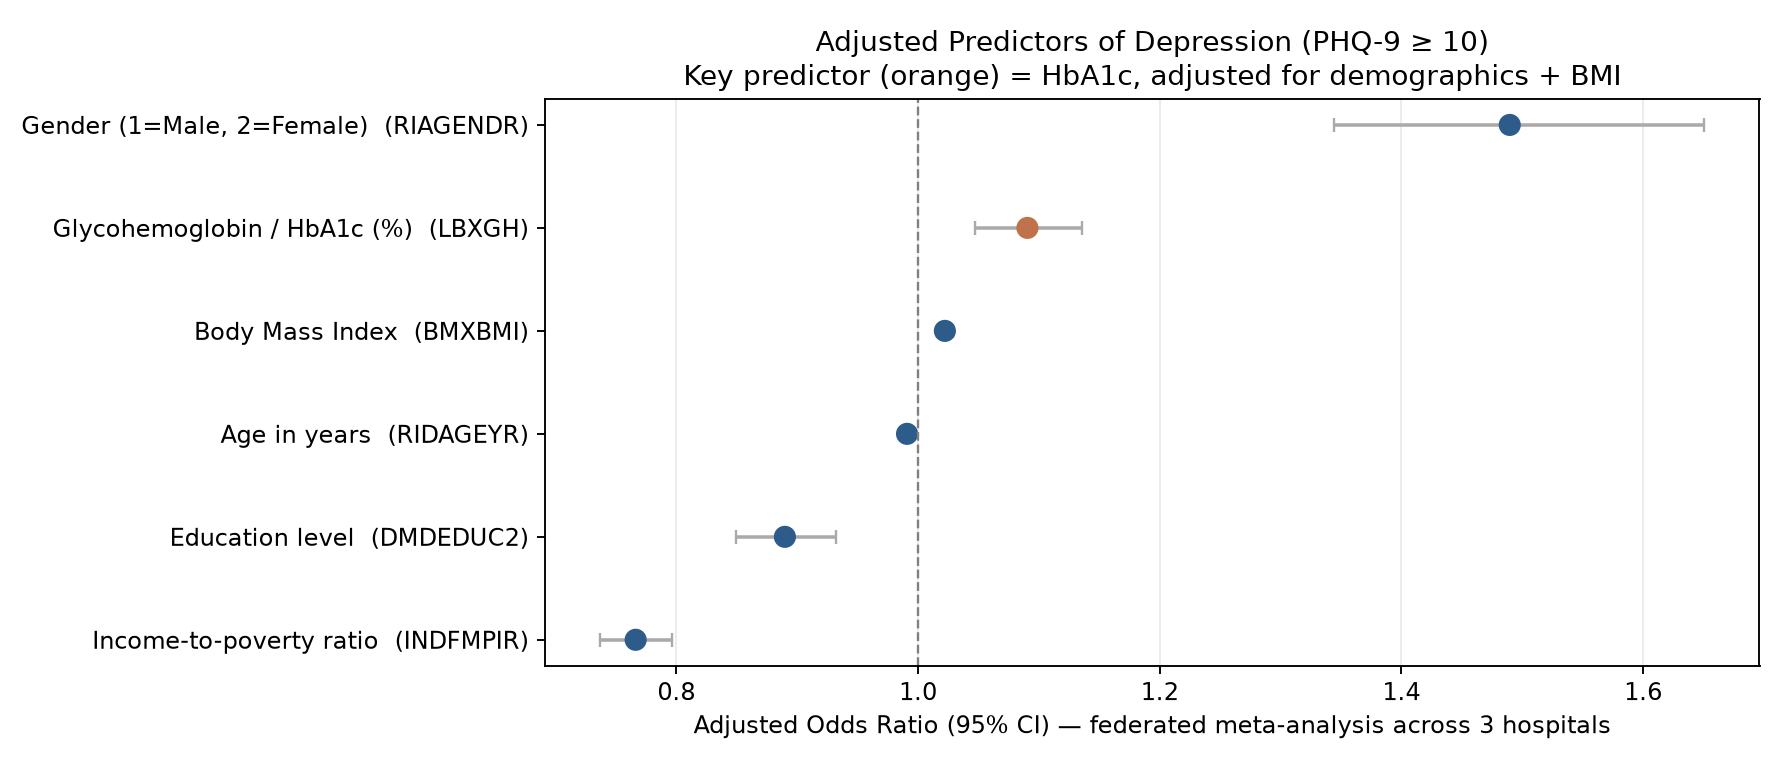 Adjusted Predictors of Depression (PHQ-9 ≥ 10)
Key predictor (orange) = HbA1c, adjusted for demographics + BMI
Gender (1=Male, 2=Female)  (RIAGENDR)
Glycohemoglobin / HbA1c (%)  (LBXGH)
Body Mass Index  (BMXBMI)
Age in years  (RIDAGEYR)
Education level  (DMDEDUC2)
Income-to-poverty ratio  (INDFMPIR)
0.8 1.0 1.2 1.4 1.6
Adjusted Odds Ratio (95% CI) — federated meta-analysis across 3 hospitals